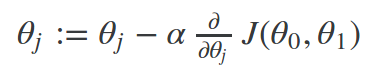 θⱼ := θⱼ − α ∂/∂θⱼ J(θ₀, θ₁)